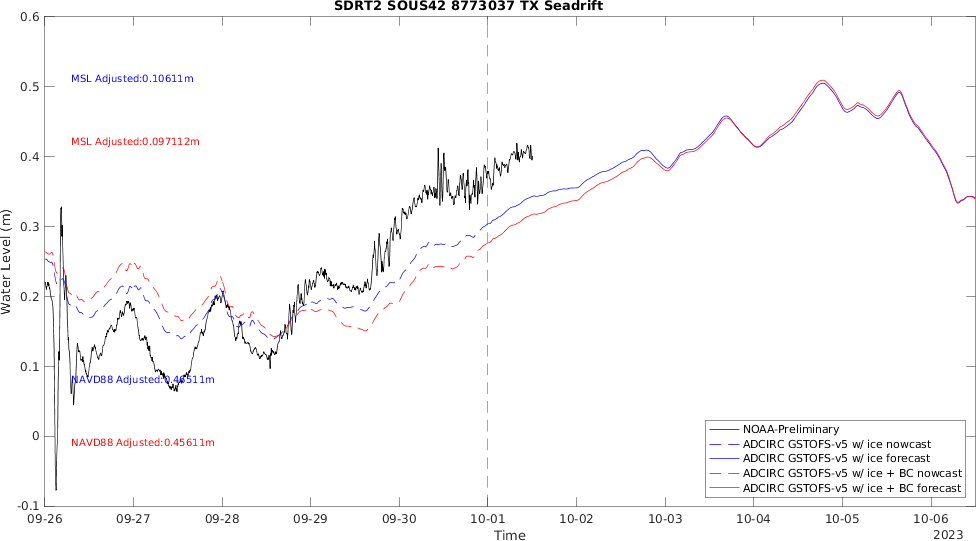 SDRT2 SOUS42 8773037 TX Seadrift
0.6
0.5
0.4
0.3
0.2
0.1
0
-0.1
Water Level (m)
MSL Adjusted:0.10611m
MSL Adjusted:0.097112m
NAVD88 Adjusted:0.46511m
NAVD88 Adjusted:0.45611m
NOAA-Preliminary
ADCIRC GSTOFS-v5 w/ ice nowcast
ADCIRC GSTOFS-v5 w/ ice forecast
ADCIRC GSTOFS-v5 w/ ice + BC nowcast
ADCIRC GSTOFS-v5 w/ ice + BC forecast
09-26 09-27 09-28 09-29 09-30 10-01 10-02 10-03 10-04 10-05 10-06
Time
2023